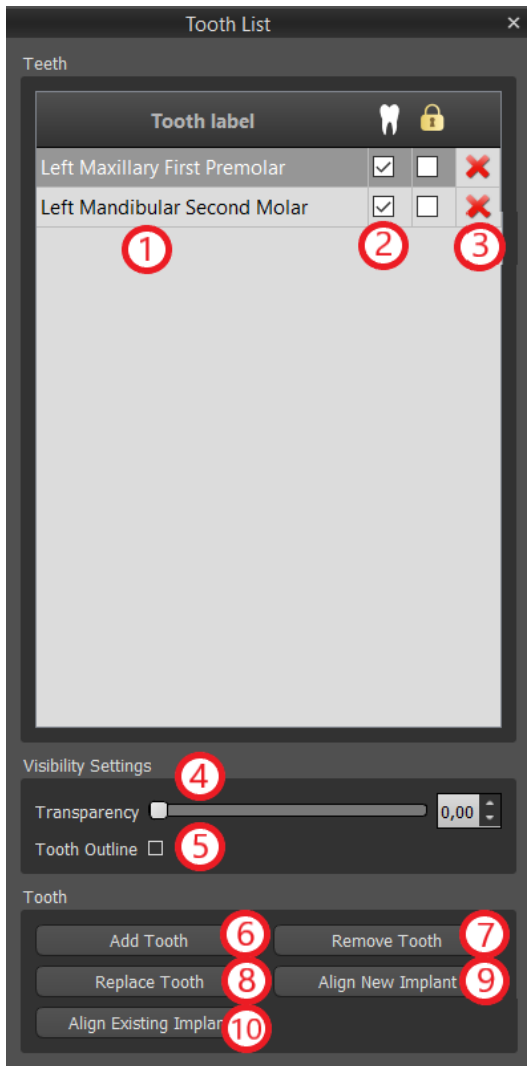 Tooth List ×
Teeth
Tooth label
Left Maxillary First Premolar
Left Mandibular Second Molar
1 2 3
Visibility Settings
4
Transparency 0,00
Tooth Outline 5
Tooth
Add Tooth 6 Remove Tooth 7
Replace Tooth 8 Align New Implant 9
Align Existing Implan 10